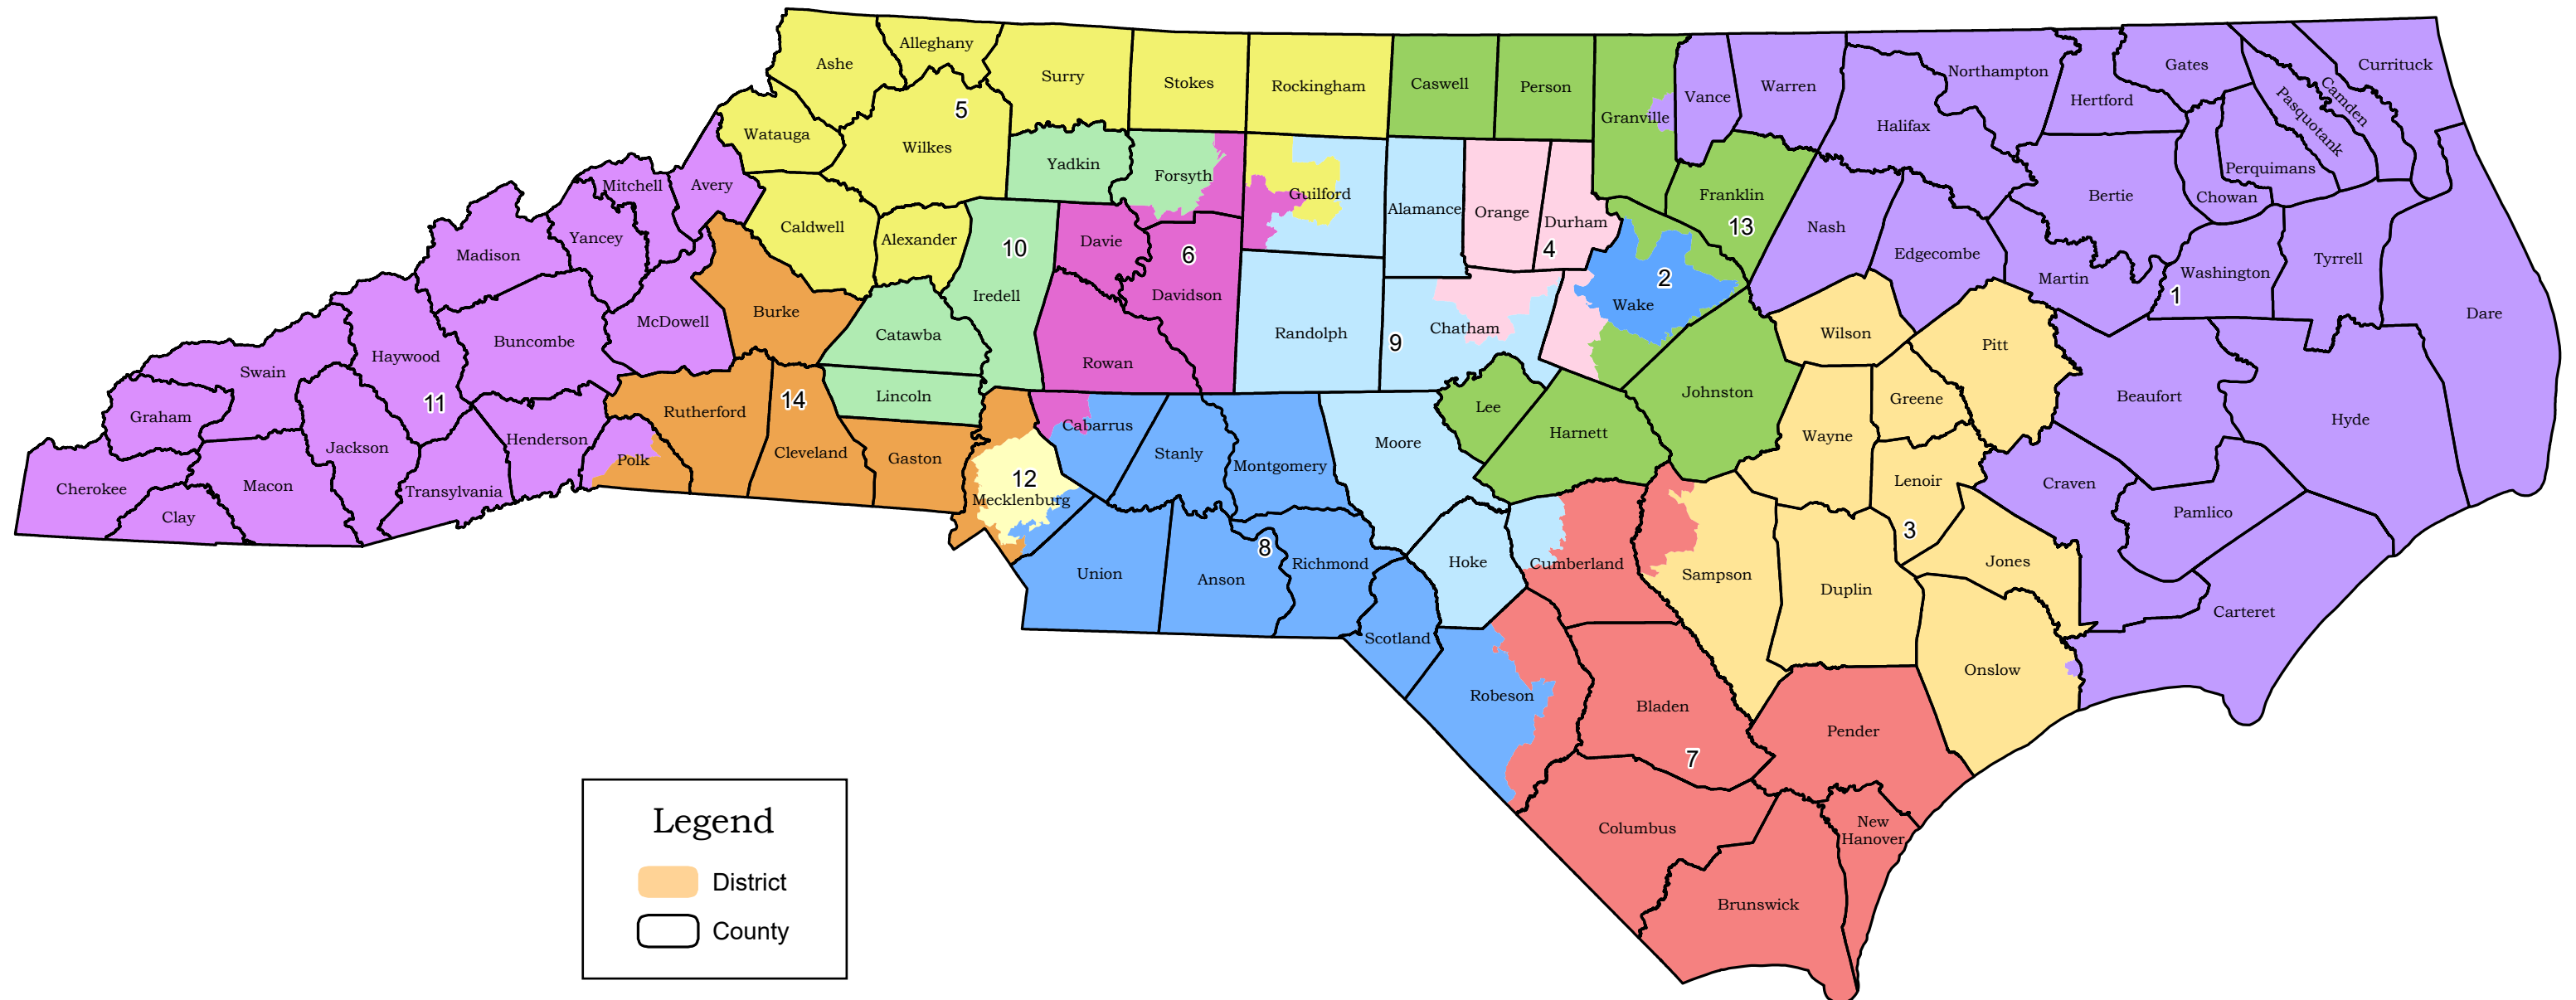 Ashe
Alleghany
Surry
Stokes
Rockingham
Caswell
Person
Granville
Vance
Warren
Northampton
Halifax
Hertford
Gates
Pasquotank
Camden
Currituck
5
Watauga
Wilkes
Yadkin
Forsyth
Guilford
Alamance
Orange
Durham
4
Franklin
13
Nash
Edgecombe
Bertie
Chowan
Perquimans
Mitchell
Avery
Yancey
Madison
Caldwell
Alexander
10
Iredell
Davie
6
Davidson
2
Wake
Martin
Washington
1
Tyrrell
Dare
Burke
McDowell
Buncombe
Haywood
Swain
Graham
11
Catawba
Lincoln
Rowan
Randolph
9
Chatham
Wilson
Pitt
Greene
Johnston
Lee
Harnett
Wayne
Beaufort
Hyde
14
Rutherford
Cleveland
Gaston
Polk
Henderson
Jackson
Transylvania
Macon
Cherokee
Clay
12
Mecklenburg
Cabarrus
Stanly
Montgomery
Moore
Lenoir
Craven
Pamlico
3
Jones
8
Union
Anson
Richmond
Scotland
Hoke
Cumberland
Sampson
Duplin
Carteret
Onslow
Robeson
Bladen
7
Pender
Columbus
New
Hanover
Brunswick
Legend
District
County